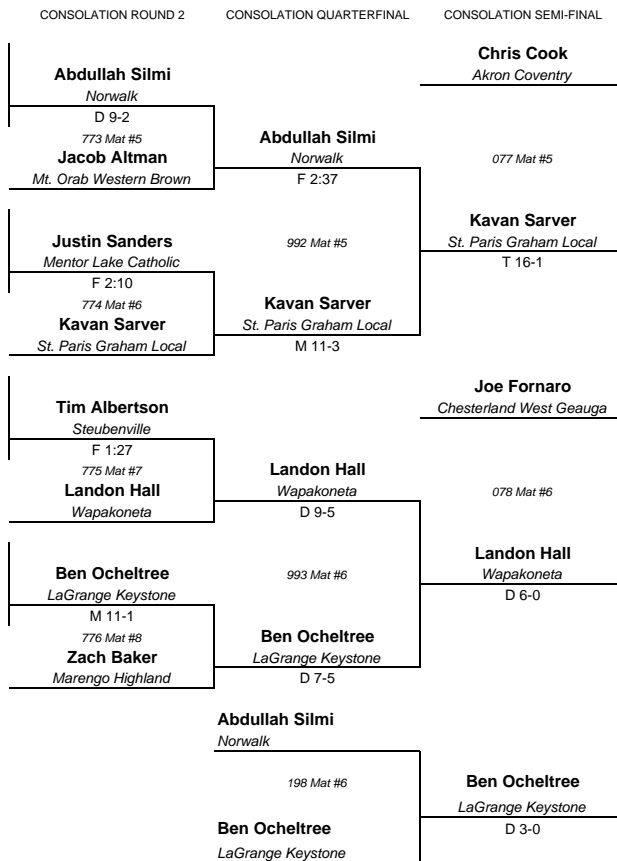 CONSOLATION ROUND 2
CONSOLATION QUARTERFINAL
CONSOLATION SEMI-FINAL
Chris Cook
Akron Coventry
Abdullah Silmi
Norwalk
D 9-2
773 Mat #5
Jacob Altman
Mt. Orab Western Brown
Abdullah Silmi
Norwalk
F 2:37
077 Mat #5
Justin Sanders
Mentor Lake Catholic
F 2:10
774 Mat #6
Kavan Sarver
St. Paris Graham Local
992 Mat #5
Kavan Sarver
St. Paris Graham Local
M 11-3
Kavan Sarver
St. Paris Graham Local
T 16-1
Joe Fornaro
Chesterland West Geauga
Tim Albertson
Steubenville
F 1:27
775 Mat #7
Landon Hall
Wapakoneta
Landon Hall
Wapakoneta
D 9-5
078 Mat #6
Ben Ocheltree
LaGrange Keystone
M 11-1
776 Mat #8
Zach Baker
Marengo Highland
993 Mat #6
Ben Ocheltree
LaGrange Keystone
D 7-5
Landon Hall
Wapakoneta
D 6-0
Abdullah Silmi
Norwalk
198 Mat #6
Ben Ocheltree
LaGrange Keystone
Ben Ocheltree
LaGrange Keystone
D 3-0